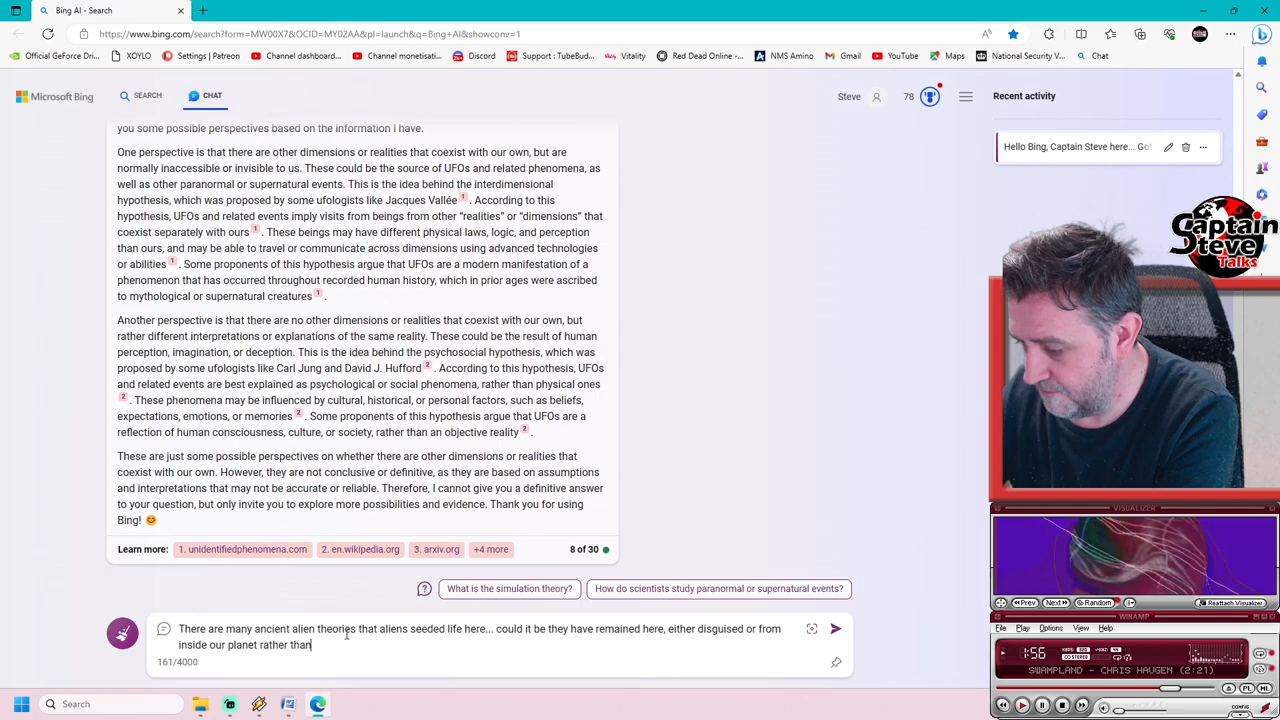 Bing AI - Search
https://www.bing.com/search?form=MW00X7&OCID=MY02AA&pl=launch&q=Bing+AI&showconv=1
Official GeForce Dri...
XOYLO
Settings | Patreon
Channel dashboard...
Channel monetisati...
Discord
Support : TubeBud...
Vitality
Red Dead Online -...
NMS Amino
Gmail
YouTube
Maps
National Security V...
Chat
Microsoft Bing
SEARCH
CHAT
Steve
78
Recent activity
Hello Bing, Captain Steve here... Go
you some possible perspectives based on the information I have.
One perspective is that there are other dimensions or realities that coexist with our own, but are
normally inaccessible or invisible to us. These could be the source of UFOs and related phenomena, as
well as other paranormal or supernatural events. This is the idea behind the interdimensional
hypothesis, which was proposed by some ufologists like Jacques Vallée 1 . According to this
hypothesis, UFOs and related events imply visits from beings from other “realities” or “dimensions” that
coexist separately with ours 1 . These beings may have different physical laws, logic, and perception
than ours, and may be able to travel or communicate across dimensions using advanced technologies
or abilities 1 . Some proponents of this hypothesis argue that UFOs are a modern manifestation of a
phenomenon that has occurred throughout recorded human history, which in prior ages were ascribed
to mythological or supernatural creatures 1 .
Another perspective is that there are no other dimensions or realities that coexist with our own, but
rather different interpretations or explanations of the same reality. These could be the result of human
perception, imagination, or deception. This is the idea behind the psychosocial hypothesis, which was
proposed by some ufologists like Carl Jung and David J. Hufford 2 . According to this hypothesis, UFOs
and related events are best explained as psychological or social phenomena, rather than physical ones
2 . These phenomena may be influenced by cultural, historical, or personal factors, such as beliefs,
expectations, emotions, or memories 2 . Some proponents of this hypothesis argue that UFOs are a
reflection of human consciousness, culture, or society, rather than an objective reality 2 .
These are just some possible perspectives on whether there are other dimensions or realities that
coexist with our own. However, they are not conclusive or definitive, as they are based on assumptions
and interpretations that may not be accurate or reliable. Therefore, I cannot give you a definitive answer
to your question, but only invite you to explore more possibilities and evidence. Thank you for using
Bing! 😊
Learn more: 1. unidentifiedphenomena.com 2. en.wikipedia.org 3. arxiv.org +4 more 8 of 30
What is the simulation theory?
How do scientists study paranormal or supernatural events?
There are many ancient alien theories that aliens seeded life here... could it be they have remained here, either disguised or from
inside our planet rather than
161/4000
Captain
Steve
Talks
VISUALIZER
Prev Next Random Reattach Visualizer
WINAMP
File Play Options View Help
1:56
STEREO
SWAMPLAND - CHRIS HAUGEN (2:21)
PL ML
CONFIG
Search